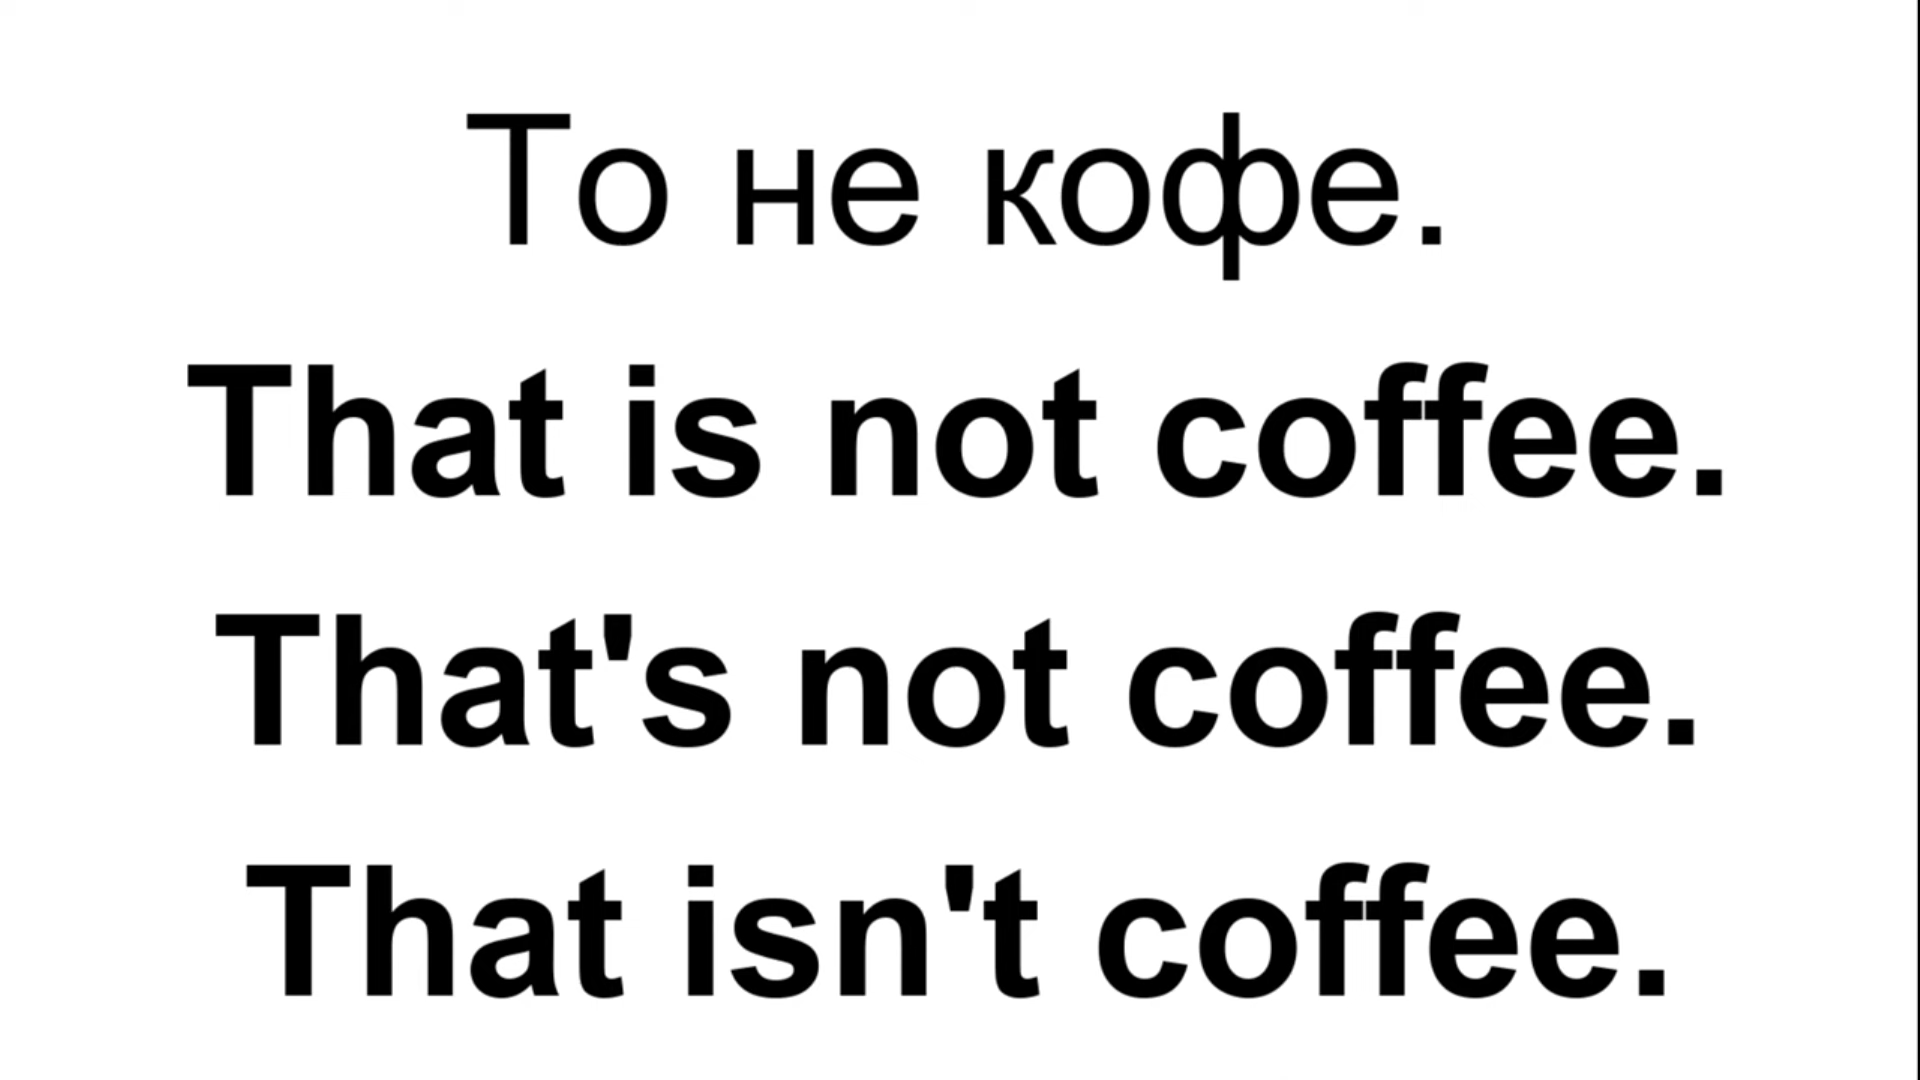 То не кофе.
That is not coffee.
That's not coffee.
That isn't coffee.